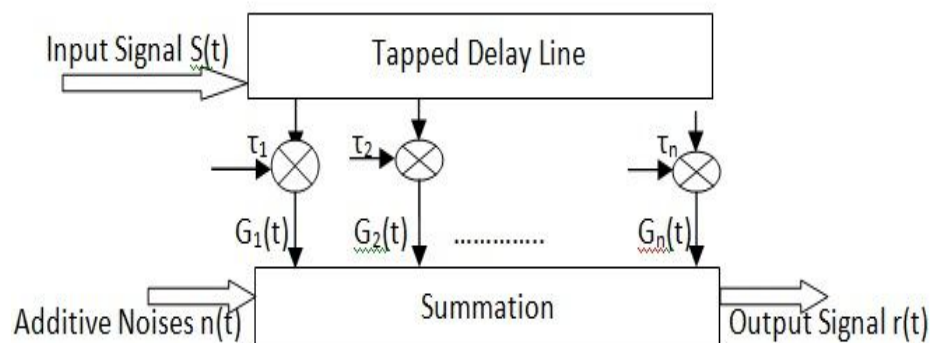 Input Signal S(t)
Tapped Delay Line
τ1
τ2
τn
G1(t)
G2(t)
..............
Gn(t)
Additive Noises n(t)
Summation
Output Signal r(t)